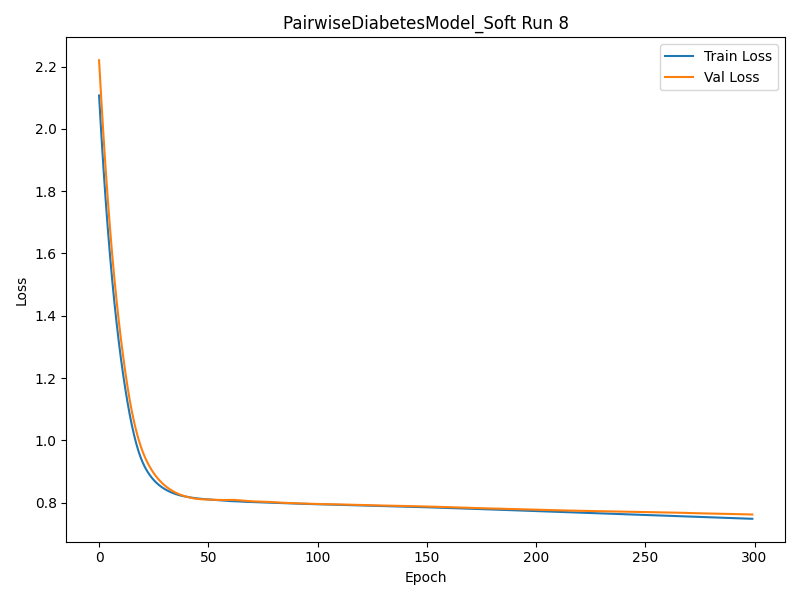 PairwiseDiabetesModel_Soft Run 8
Train Loss
Val Loss
Loss
2.2
2.0
1.8
1.6
1.4
1.2
1.0
0.8
0 50 100 150 200 250 300
Epoch